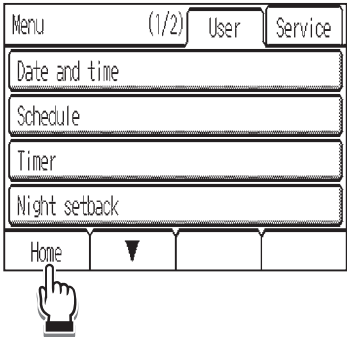 Menu (1/2) User Service
Date and time
Schedule
Timer
Night setback
Home ▼